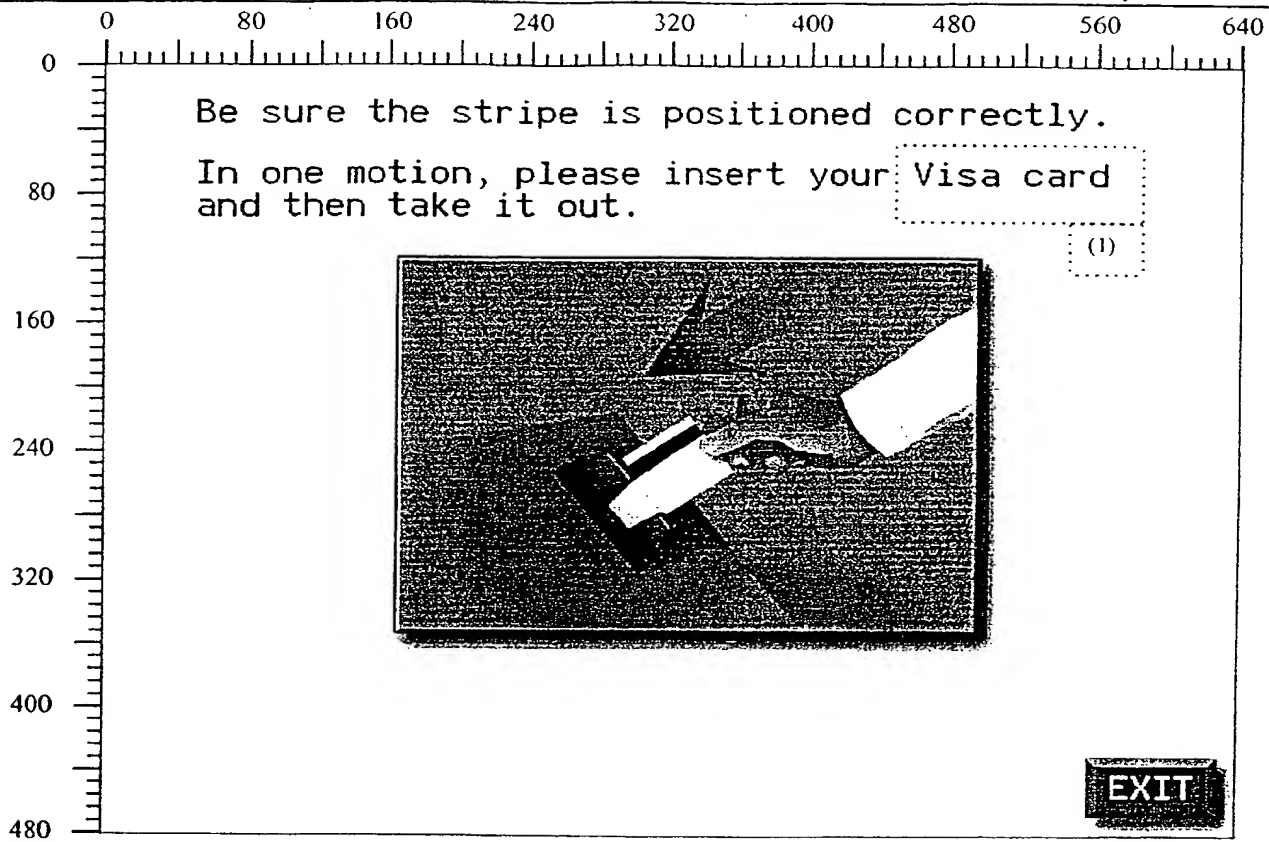 0 80 160 240 320 400 480 560 640
0
Be sure the stripe is positioned correctly.
In one motion, please insert your Visa card
80
and then take it out.
(1)
160
240
320
400
EXIT
480